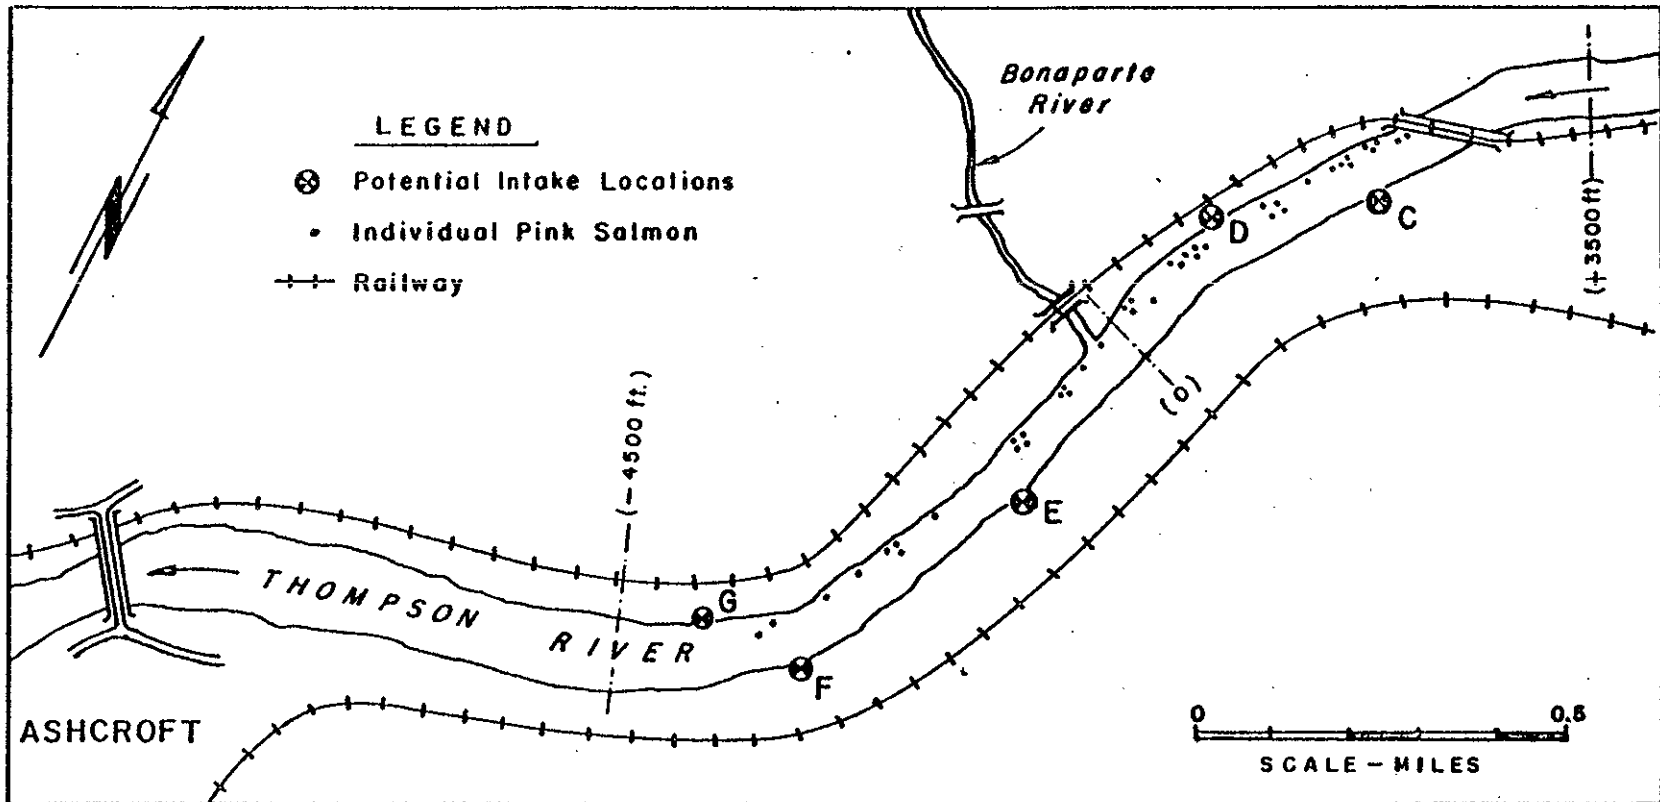 LEGEND
Potential Intake Locations
Individual Pink Salmon
Railway
Bonaparte
River
(+3500 ft)
C
D
(0)
E
(-4500 ft.)
G
THOMPSON RIVER
F
ASHCROFT
0 0.5
SCALE-MILES